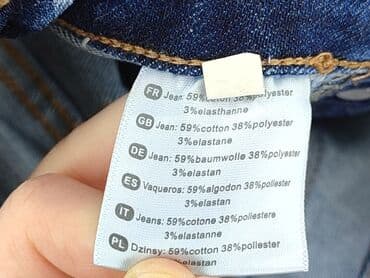 FR Jean: 59%coton 38%polyester
3%elasthanne
GB Jean: 59%cotton 38%polyester
3%elastane
DE Jean: 59%baumwolle 38%polyester
3%elastan
ES Vaqueros: 59%algodon 38%poliester
3%elastan
IT Jeans: 59%cotone 38%poliestere
3%elastanne
PL Dzinsy: 59%cotton 38%poliester
3%elastan